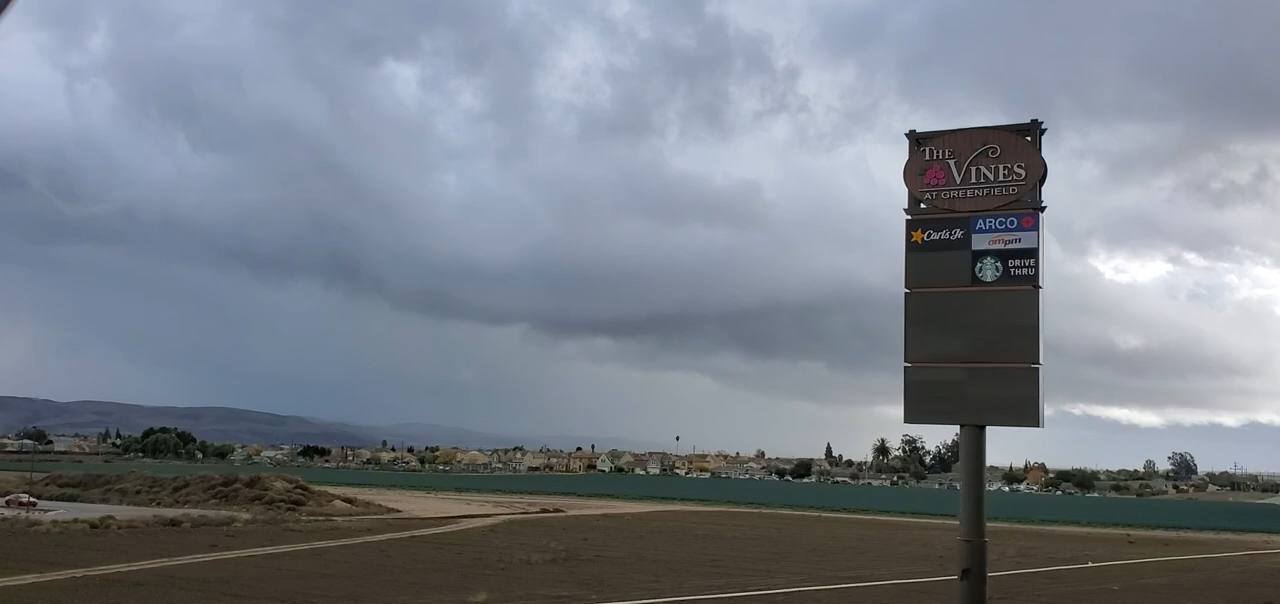 THE
VINES
AT GREENFIELD
Carl's Jr.
ARCO
ampm
DRIVE
THRU